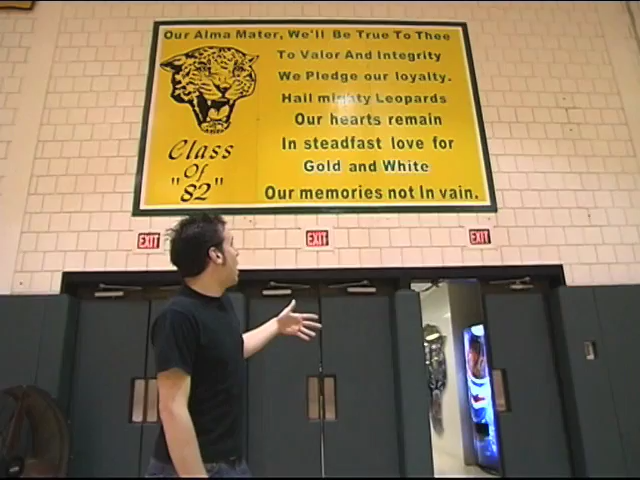 Our Alma Mater, We'll Be True To Thee
To Valor And Integrity
We Pledge our loyalty.
Hail mighty Leopards
Our hearts remain
In steadfast love for
Gold and White
Our memories not In vain.
Class
Of
"82"
EXIT
EXIT
EXIT